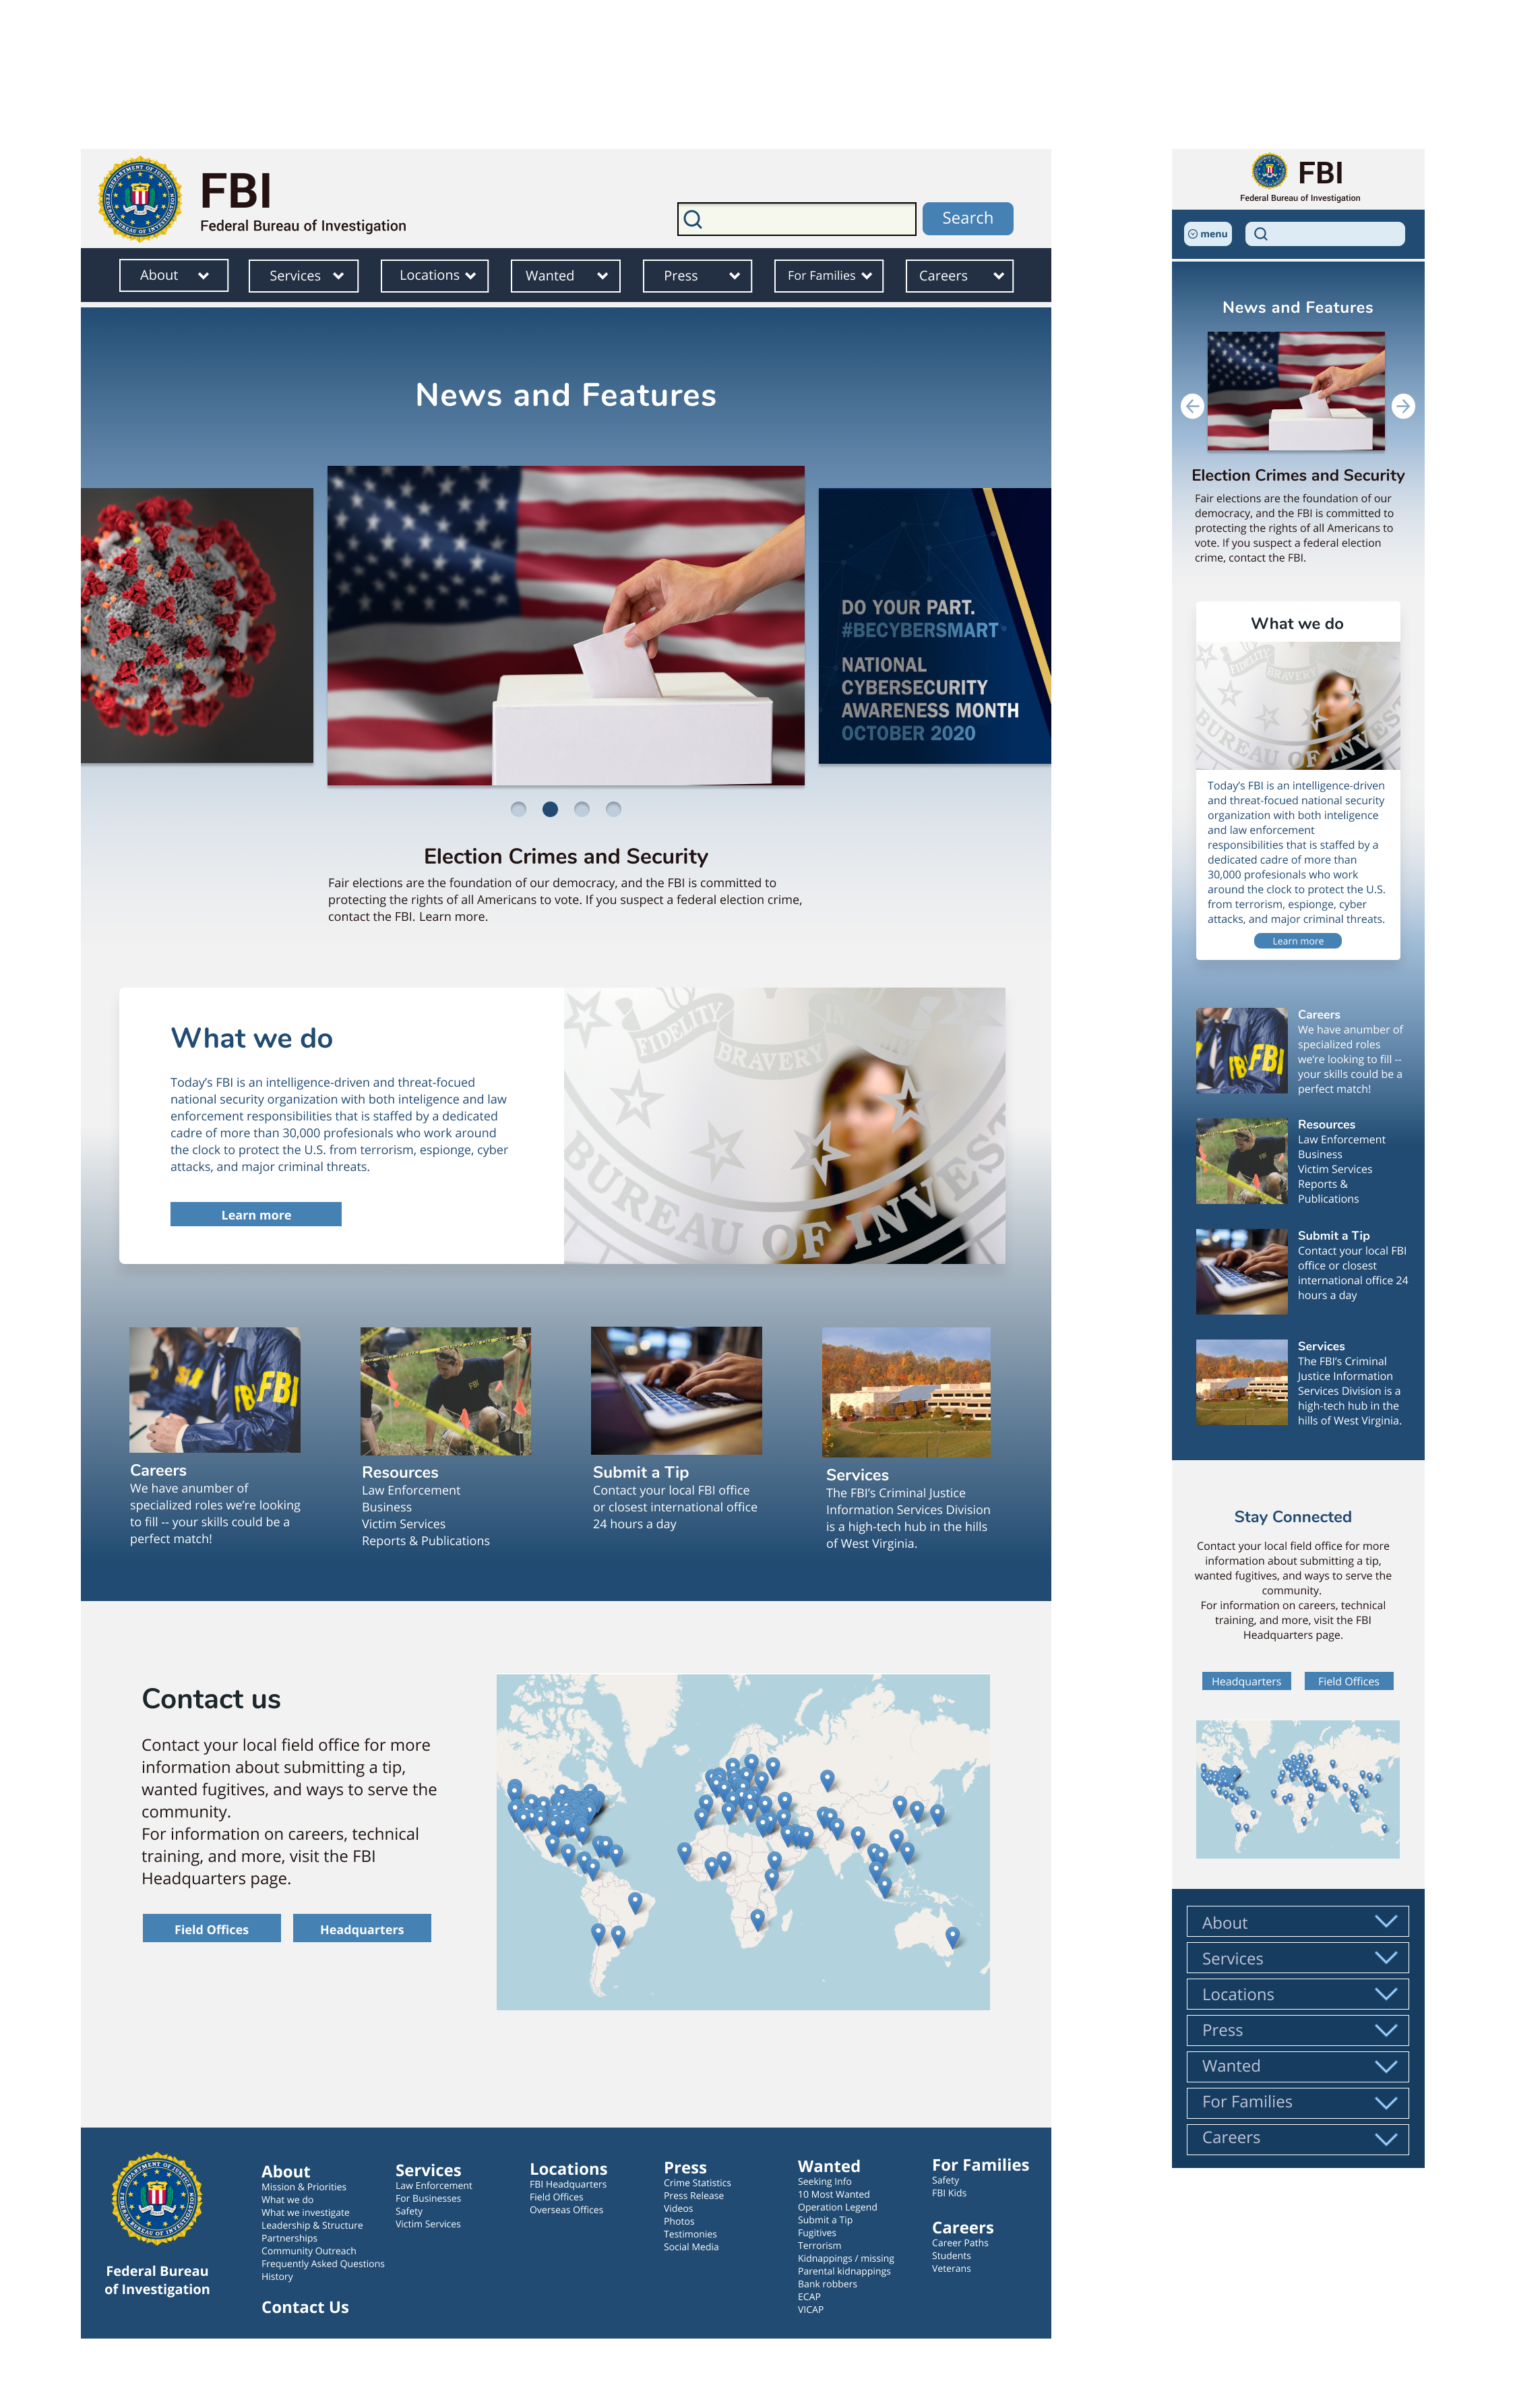 DEPARTMENT OF JUSTICE
FEDERAL BUREAU OF INVESTIGATION
FBI
Federal Bureau of Investigation
Search
About
Services
Locations
Wanted
Press
For Families
Careers
News and Features
DO YOUR PART.
#BECYBERSMART
NATIONAL
CYBERSECURITY
AWARENESS MONTH
OCTOBER 2020
Election Crimes and Security
Fair elections are the foundation of our democracy, and the FBI is committed to
protecting the rights of all Americans to vote. If you suspect a federal election crime,
contact the FBI. Learn more.
What we do
Today's FBI is an intelligence-driven and threat-focued
national security organization with both inteligence and law
enforcement responsibilities that is staffed by a dedicated
cadre of more than 30,000 profesionals who work around
the clock to protect the U.S. from terrorism, espionge, cyber
attacks, and major criminal threats.
Learn more
FIDELITY
BRAVERY
BUREAU OF INVEST
FBI
FBI
Careers
We have anumber of
specialized roles we're looking
to fill -- your skills could be a
perfect match!
Resources
Law Enforcement
Business
Victim Services
Reports & Publications
Submit a Tip
Contact your local FBI office
or closest international office
24 hours a day
Services
The FBI's Criminal Justice
Information Services Division
is a high-tech hub in the hills
of West Virginia.
Contact us
Contact your local field office for more
information about submitting a tip,
wanted fugitives, and ways to serve the
community.
For information on careers, technical
training, and more, visit the FBI
Headquarters page.
Field Offices
Headquarters
DEPARTMENT OF JUSTICE
FEDERAL BUREAU OF INVESTIGATION
Federal Bureau
of Investigation
About
Mission & Priorities
What we do
What we investigate
Leadership & Structure
Partnerships
Community Outreach
Frequently Asked Questions
History
Contact Us
Services
Law Enforcement
For Businesses
Safety
Victim Services
Locations
FBI Headquarters
Field Offices
Overseas Offices
Press
Crime Statistics
Press Release
Videos
Photos
Testimonies
Social Media
Wanted
Seeking Info
10 Most Wanted
Operation Legend
Submit a Tip
Fugitives
Terrorism
Kidnappings / missing
Parental kidnappings
Bank robbers
ECAP
VICAP
For Families
Safety
FBI Kids
Careers
Career Paths
Students
Veterans
FBI
Federal Bureau of Investigation
menu
News and Features
Election Crimes and Security
Fair elections are the foundation of our
democracy, and the FBI is committed to
protecting the rights of all Americans to
vote. If you suspect a federal election
crime, contact the FBI.
What we do
FIDELITY
BRAVERY
BUREAU OF INVEST
Today's FBI is an intelligence-driven
and threat-focued national security
organization with both inteligence
and law enforcement
responsibilities that is staffed by a
dedicated cadre of more than
30,000 profesionals who work
around the clock to protect the U.S.
from terrorism, espionge, cyber
attacks, and major criminal threats.
Learn more
FBI
Careers
We have anumber of
specialized roles
we're looking to fill --
your skills could be a
perfect match!
Resources
Law Enforcement
Business
Victim Services
Reports &
Publications
Submit a Tip
Contact your local FBI
office or closest
international office 24
hours a day
Services
The FBI's Criminal
Justice Information
Services Division is a
high-tech hub in the
hills of West Virginia.
Stay Connected
Contact your local field office for more
information about submitting a tip,
wanted fugitives, and ways to serve the
community.
For information on careers, technical
training, and more, visit the FBI
Headquarters page.
Headquarters
Field Offices
About
Services
Locations
Press
Wanted
For Families
Careers